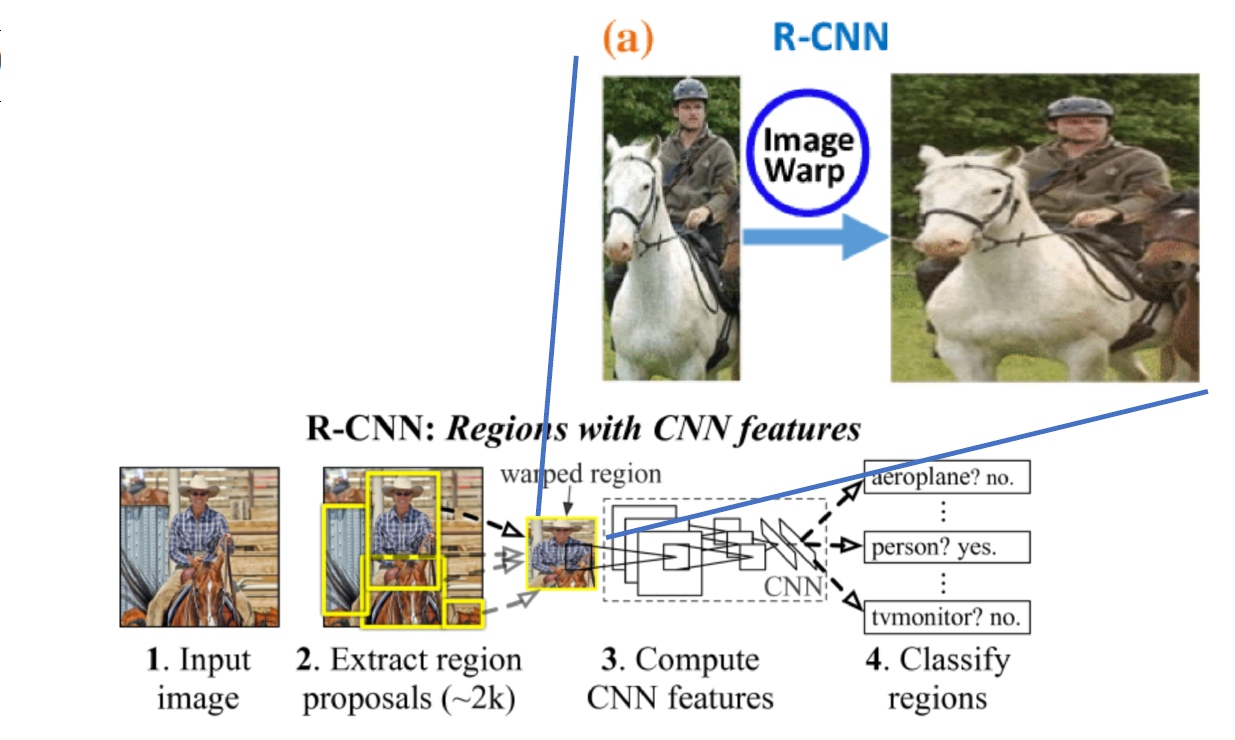 (a) R-CNN
Image
Warp
R-CNN: Regions with CNN features
warped region
aeroplane? no.
⋮
person? yes.
⋮
tvmonitor? no.
CNN
1. Input
image
2. Extract region
proposals (~2k)
3. Compute
CNN features
4. Classify
regions